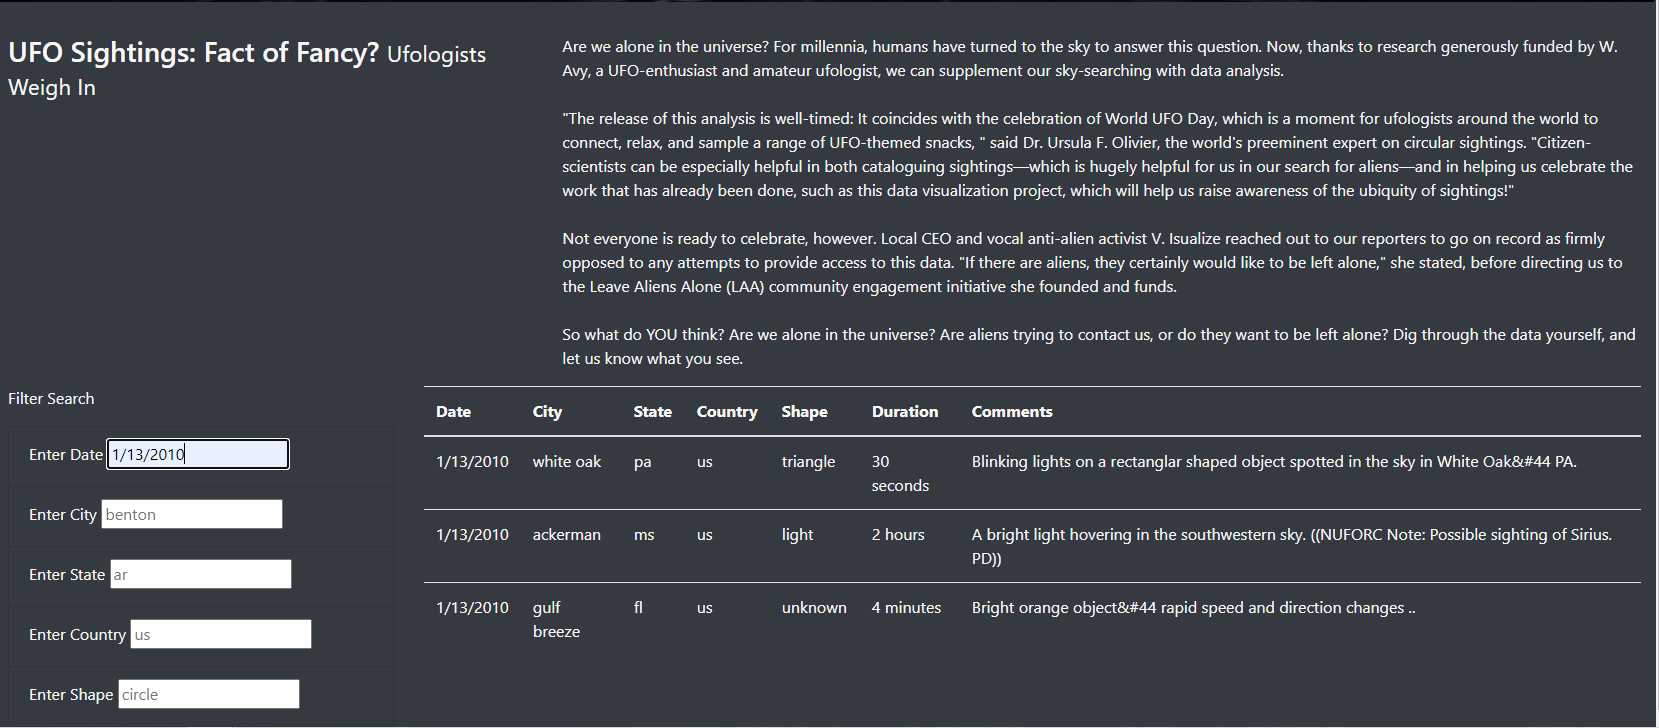 UFO Sightings: Fact of Fancy? Ufologists
Weigh In
Are we alone in the universe? For millennia, humans have turned to the sky to answer this question. Now, thanks to research generously funded by W.
Avy, a UFO-enthusiast and amateur ufologist, we can supplement our sky-searching with data analysis.
"The release of this analysis is well-timed: It coincides with the celebration of World UFO Day, which is a moment for ufologists around the world to
connect, relax, and sample a range of UFO-themed snacks, " said Dr. Ursula F. Olivier, the world's preeminent expert on circular sightings. "Citizen-
scientists can be especially helpful in both cataloguing sightings—which is hugely helpful for us in our search for aliens—and in helping us celebrate the
work that has already been done, such as this data visualization project, which will help us raise awareness of the ubiquity of sightings!"
Not everyone is ready to celebrate, however. Local CEO and vocal anti-alien activist V. Isualize reached out to our reporters to go on record as firmly
opposed to any attempts to provide access to this data. "If there are aliens, they certainly would like to be left alone," she stated, before directing us to
the Leave Aliens Alone (LAA) community engagement initiative she founded and funds.
So what do YOU think? Are we alone in the universe? Are aliens trying to contact us, or do they want to be left alone? Dig through the data yourself, and
let us know what you see.
Filter Search
Enter Date 1/13/2010
Enter City benton
Enter State ar
Enter Country us
Enter Shape circle
Date City State Country Shape Duration Comments
1/13/2010 white oak pa us triangle 30 seconds Blinking lights on a rectanglar shaped object spotted in the sky in White Oak&#44 PA.
1/13/2010 ackerman ms us light 2 hours A bright light hovering in the southwestern sky. ((NUFORC Note: Possible sighting of Sirius.
PD))
1/13/2010 gulf breeze fl us unknown 4 minutes Bright orange object&#44 rapid speed and direction changes ..